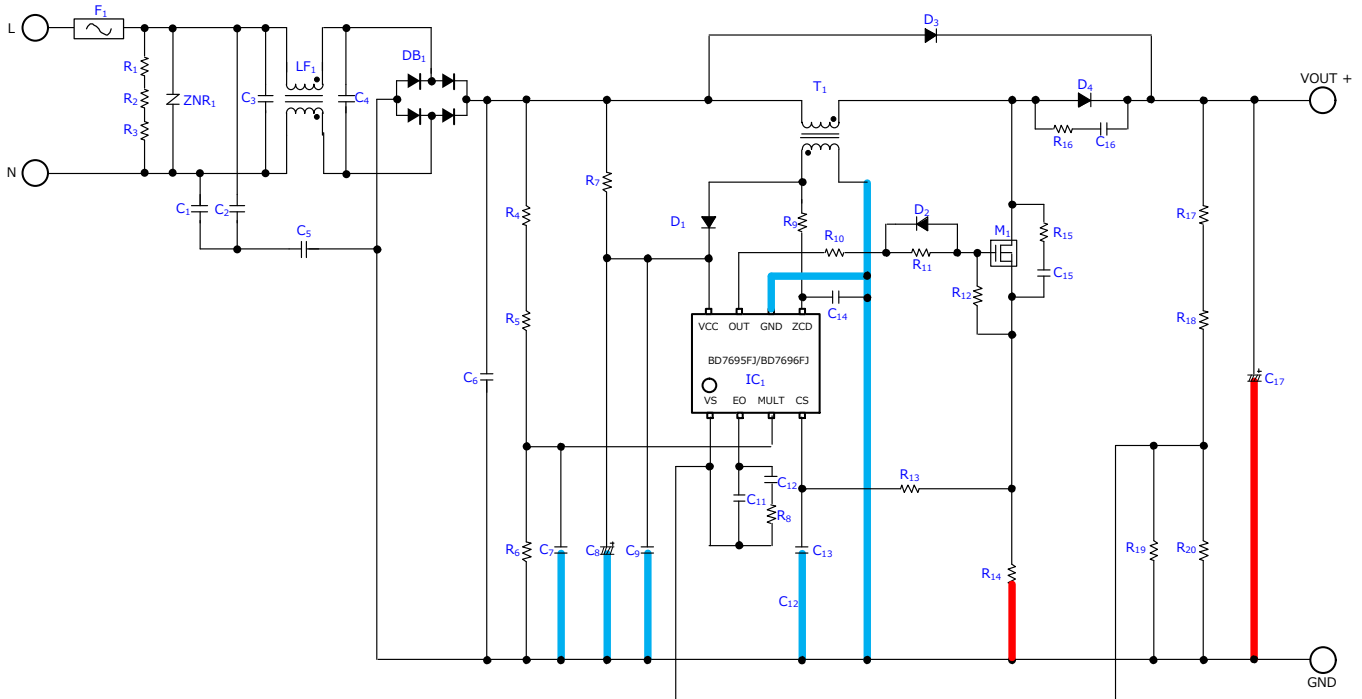 F1
L
D3
R1
LF1
DB1
VOUT +
T1
D4
R2
ZNR1
C3
C4
R3
R16
C16
N
R7
C1
C2
R4
D1
R9
D2
R17
C5
R10
M1
R15
R11
C15
R12
C14
R5
R18
VCC OUT GND ZCD
BD7695FJ/BD7696FJ
IC1
C6
C17
VS EO MULT CS
R13
C12
C11
R8
R6
C7
C8
C9
C13
R19
R20
R14
C12
GND